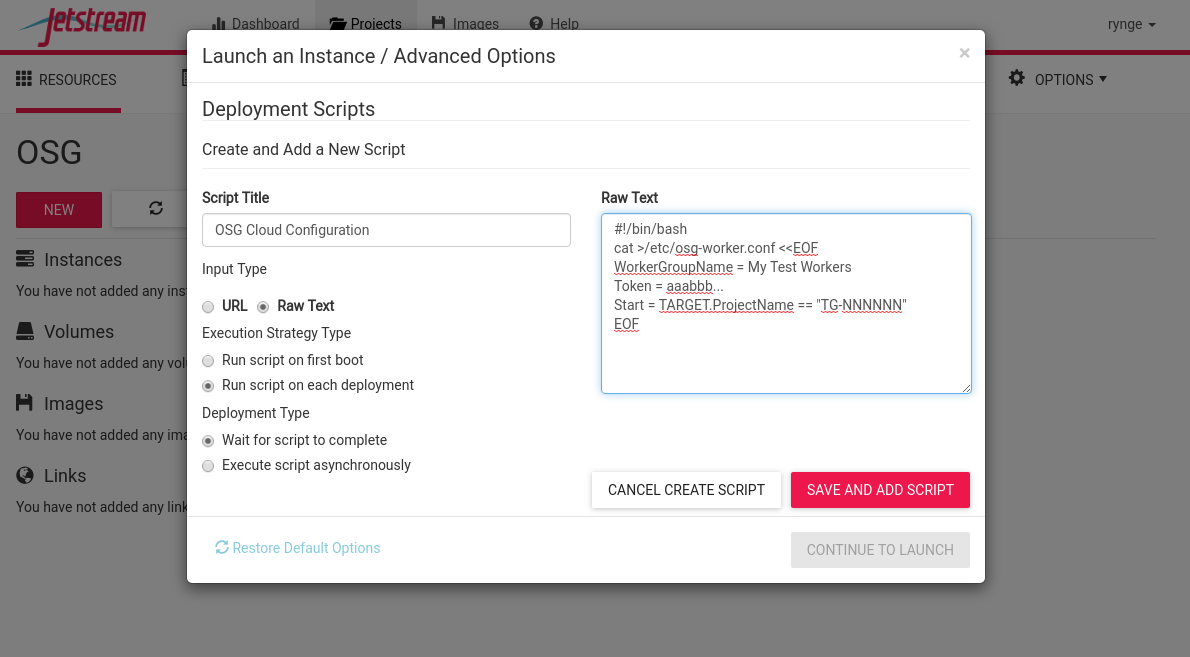 Jetstream
Dashboard
Projects
Images
Help
rynge
RESOURCES
OPTIONS
OSG
NEW
Instances
You have not added any ins
Volumes
You have not added any vol
Images
You have not added any ima
Links
You have not added any link
Launch an Instance / Advanced Options
×
Deployment Scripts
Create and Add a New Script
Script Title
OSG Cloud Configuration
Input Type
URL
Raw Text
Execution Strategy Type
Run script on first boot
Run script on each deployment
Deployment Type
Wait for script to complete
Execute script asynchronously
Raw Text
#!/bin/bash
cat >/etc/osg-worker.conf <<EOF
WorkerGroupName = My Test Workers
Token = aaabbb...
Start = TARGET.ProjectName == "TG-NNNNNN"
EOF
CANCEL CREATE SCRIPT
SAVE AND ADD SCRIPT
Restore Default Options
CONTINUE TO LAUNCH